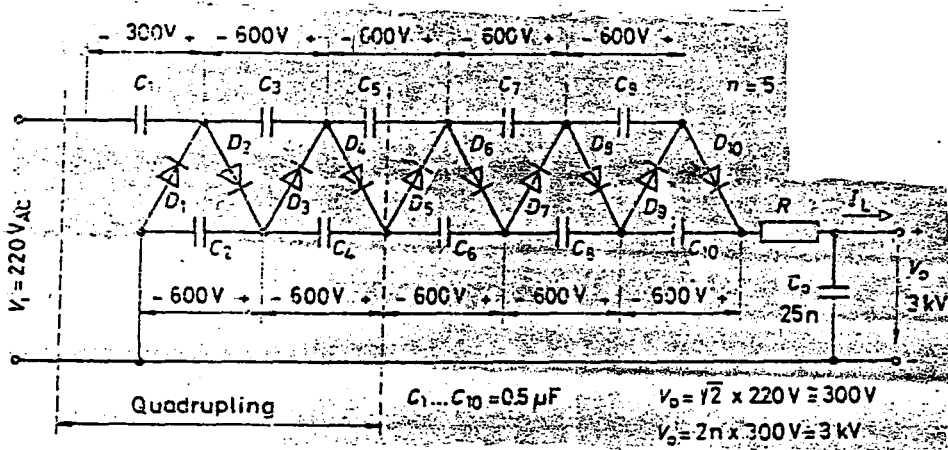 - 300V + - 600V + - 600V + - 600V + - 600V +
C1 C3 C5 C7 C9
n = 5
D2 D4 D6 D8 D10
D1 D3 D5 D7 D9
R IL
C2 C4 C6 C8 C10
VI = 220 VAC
+
- 600V + - 600V + - 600V + - 600V + - 600V +
Co
25n
Vo
3 kV
-
Quadrupling
C1...C10 = 0.5 µF
Vo = √2 x 220 V ≅ 300 V
Vo = 2n x 300 V = 3 kV